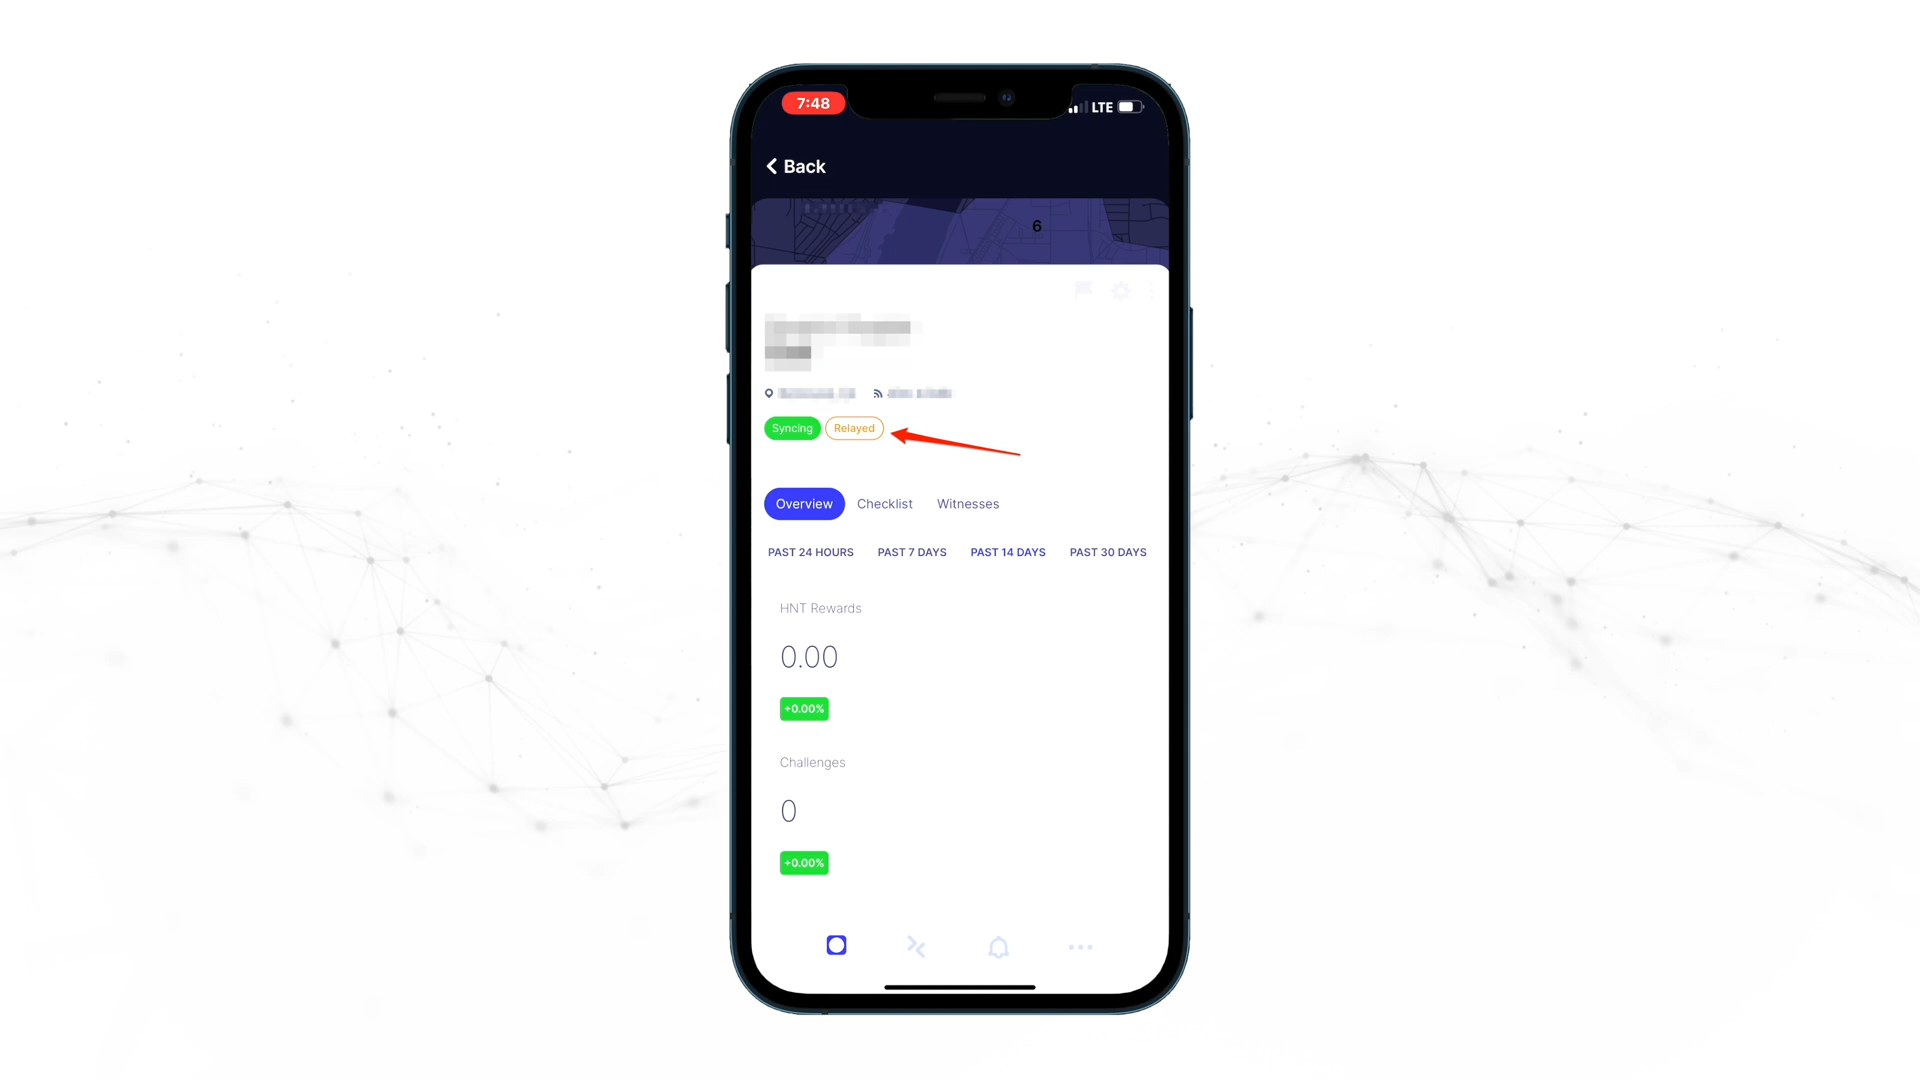 7:48
LTE
Back
6
Syncing Relayed
Overview Checklist Witnesses
PAST 24 HOURS PAST 7 DAYS PAST 14 DAYS PAST 30 DAYS
HNT Rewards
0.00
+0.00%
Challenges
0
+0.00%